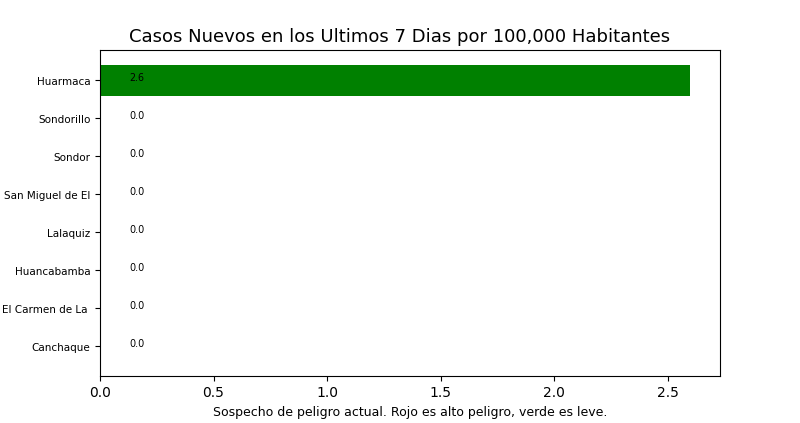 Casos Nuevos en los Ultimos 7 Dias por 100,000 Habitantes
Huarmaca 2.6
Sondorillo 0.0
Sondor 0.0
San Miguel de El 0.0
Lalaquiz 0.0
Huancabamba 0.0
El Carmen de La 0.0
Canchaque 0.0
0.0 0.5 1.0 1.5 2.0 2.5
Sospecho de peligro actual. Rojo es alto peligro, verde es leve.